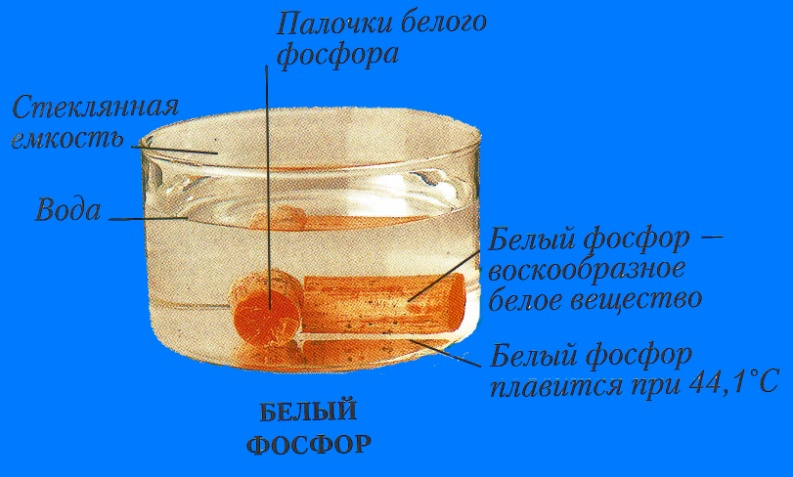 Палочки белого
фосфора
Стеклянная
емкость
Вода
Белый фосфор —
воскообразное
белое вещество
Белый фосфор
плавится при 44,1°С
БЕЛЫЙ
ФОСФОР